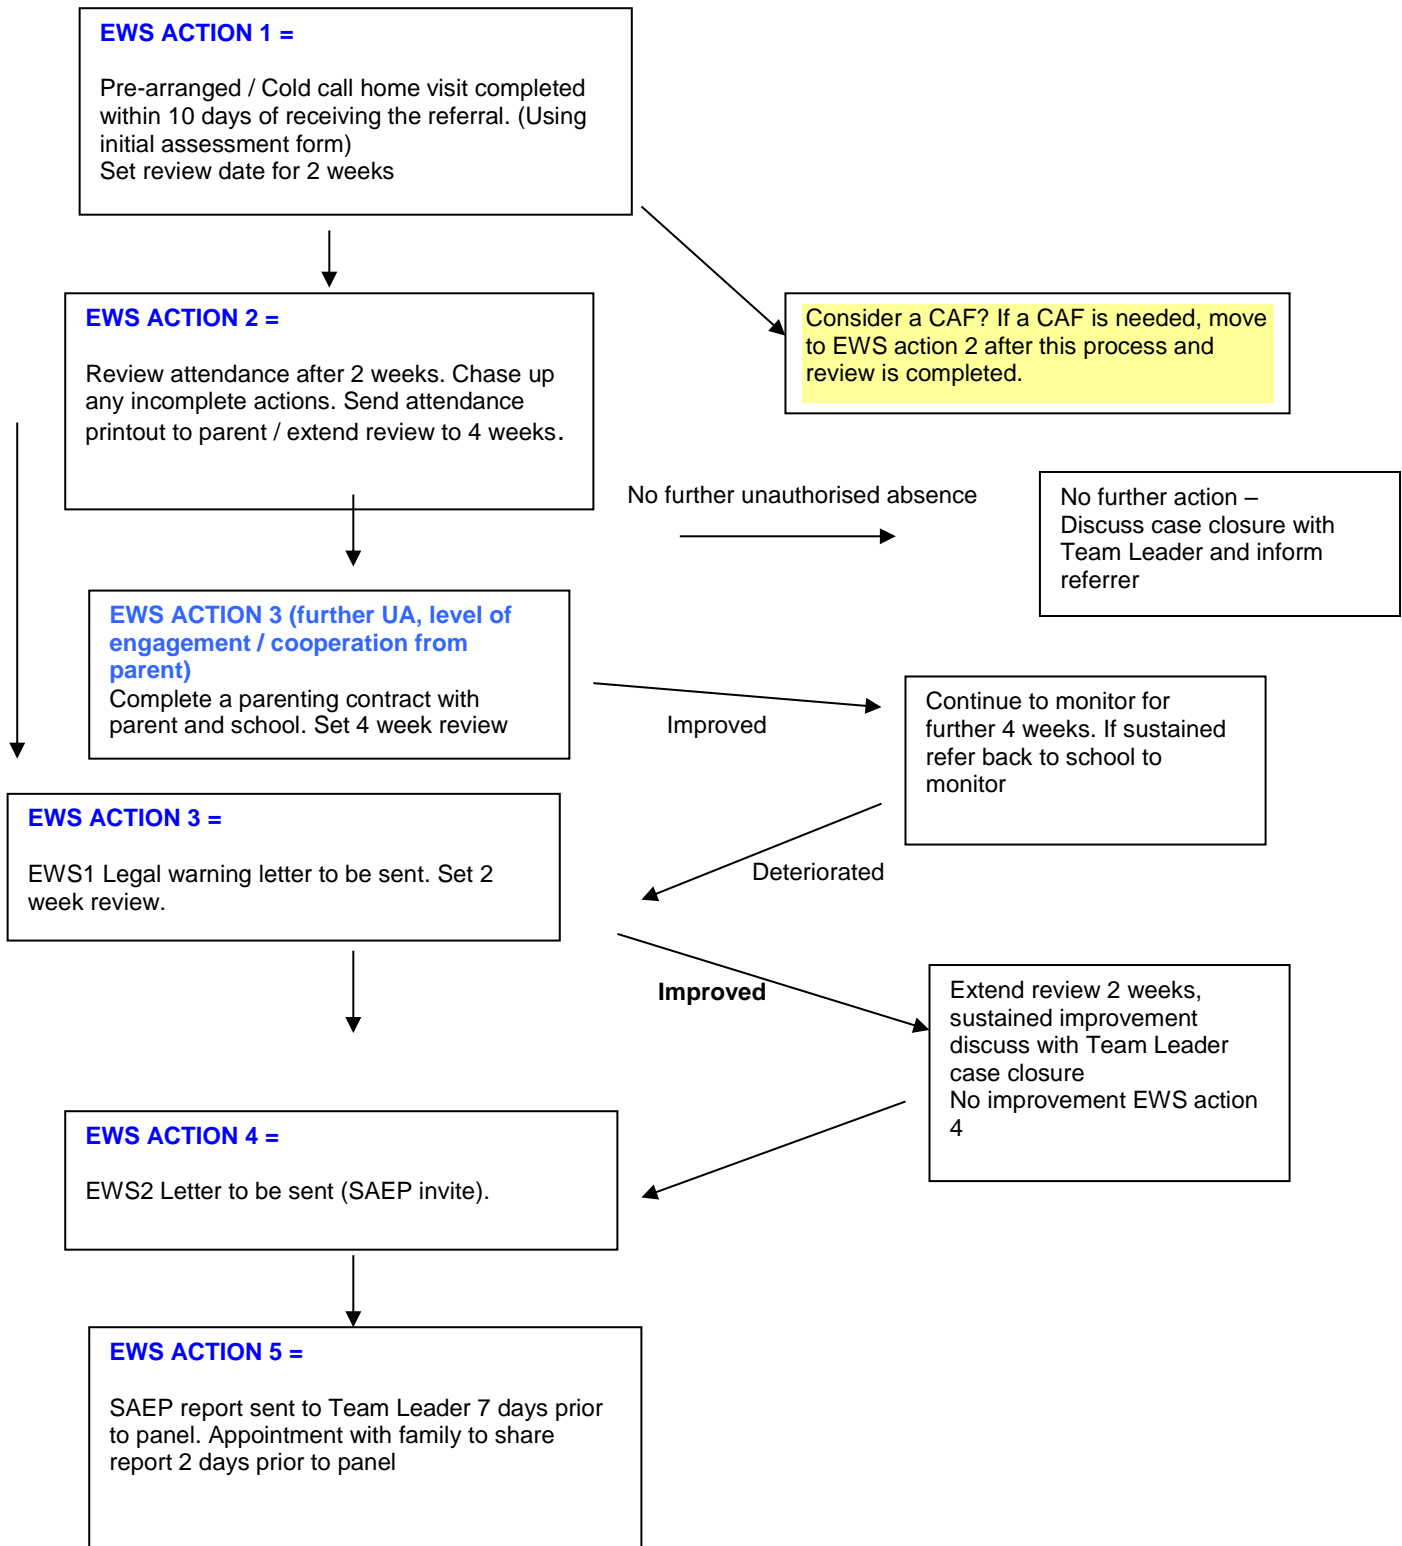 EWS ACTION 1 =
Pre-arranged / Cold call home visit completed
within 10 days of receiving the referral. (Using
initial assessment form)
Set review date for 2 weeks
EWS ACTION 2 =
Review attendance after 2 weeks. Chase up
any incomplete actions. Send attendance
printout to parent / extend review to 4 weeks.
Consider a CAF? If a CAF is needed, move
to EWS action 2 after this process and
review is completed.
No further unauthorised absence
No further action –
Discuss case closure with
Team Leader and inform
referrer
EWS ACTION 3 (further UA, level of
engagement / cooperation from
parent)
Complete a parenting contract with
parent and school. Set 4 week review
Improved
Continue to monitor for
further 4 weeks. If sustained
refer back to school to
monitor
EWS ACTION 3 =
EWS1 Legal warning letter to be sent. Set 2
week review.
Deteriorated
Improved
Extend review 2 weeks,
sustained improvement
discuss with Team Leader
case closure
No improvement EWS action
4
EWS ACTION 4 =
EWS2 Letter to be sent (SAEP invite).
EWS ACTION 5 =
SAEP report sent to Team Leader 7 days prior
to panel. Appointment with family to share
report 2 days prior to panel